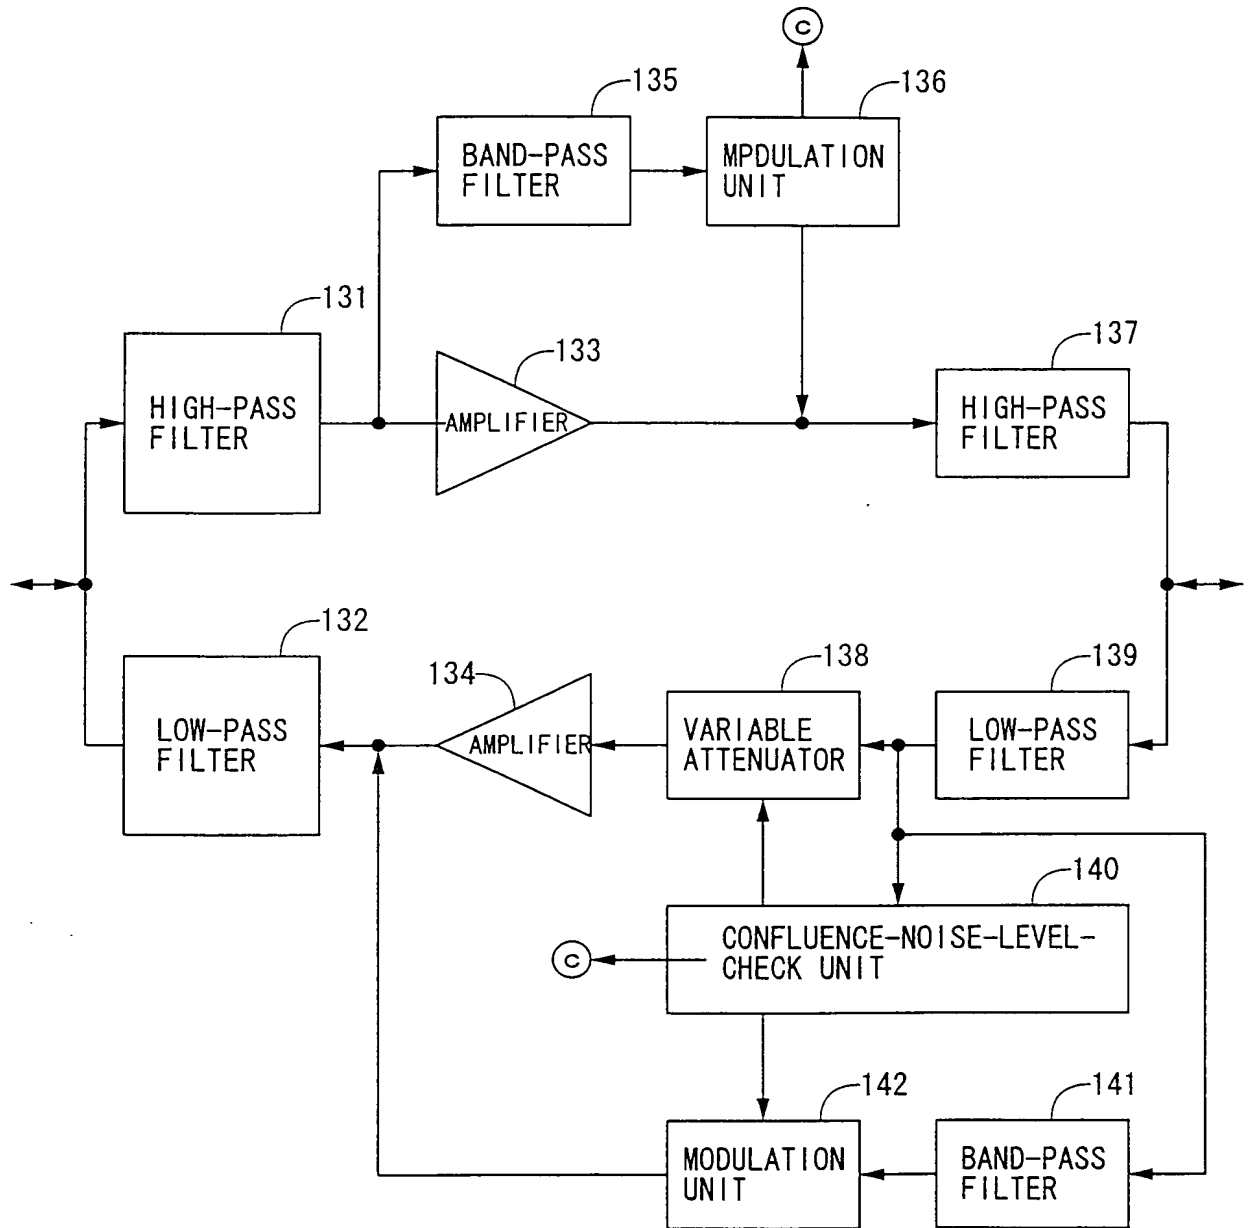 C
135
136
BAND-PASS
FILTER
MPDULATION
UNIT
131
133
137
HIGH-PASS
FILTER
AMPLIFIER
HIGH-PASS
FILTER
132
134
138
139
LOW-PASS
FILTER
AMPLIFIER
VARIABLE
ATTENUATOR
LOW-PASS
FILTER
140
C
CONFLUENCE-NOISE-LEVEL-
CHECK UNIT
142
141
MODULATION
UNIT
BAND-PASS
FILTER